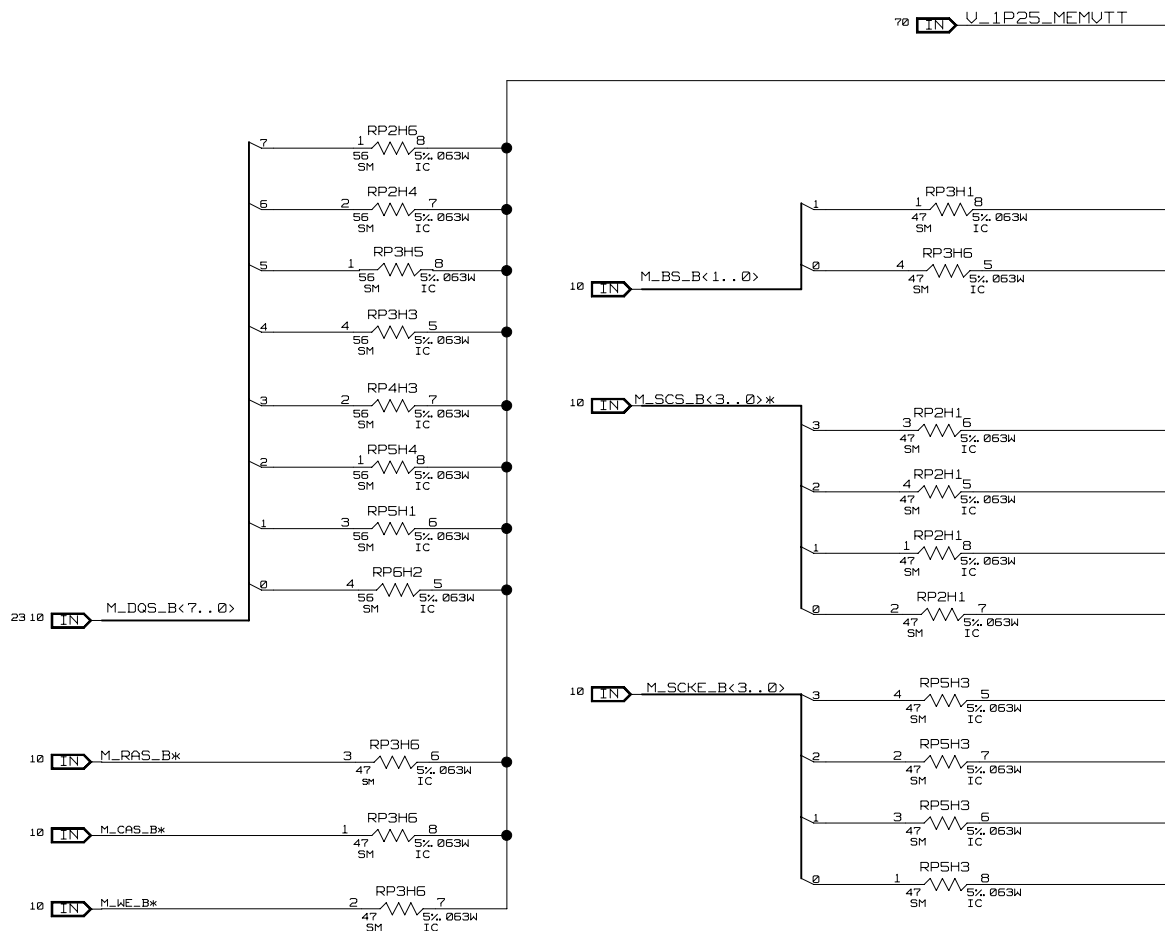 70 IN V_1P25_MEMVTT
7 RP2H6
1 8
56 5%.063W
SM IC
6 RP2H4
2 7
56 5%.063W
SM IC
5 RP3H5
1 8
56 5%.063W
SM IC
4 RP3H3
4 5
56 5%.063W
SM IC
3 RP4H3
2 7
56 5%.063W
SM IC
2 RP5H4
1 8
56 5%.063W
SM IC
1 RP5H1
3 6
56 5%.063W
SM IC
0 RP6H2
4 5
56 5%.063W
SM IC
23 10 IN M_DQS_B<7..0>
10 IN M_RAS_B*
RP3H6
3 6
47 5%.063W
SM IC
10 IN M_CAS_B*
RP3H6
1 8
47 5%.063W
SM IC
10 IN M_WE_B*
RP3H6
2 7
47 5%.063W
SM IC
1 RP3H1
1 8
47 5%.063W
SM IC
0 RP3H6
4 5
47 5%.063W
SM IC
10 IN M_BS_B<1..0>
10 IN M_SCS_B<3..0>*
3 RP2H1
3 6
47 5%.063W
SM IC
2 RP2H1
4 5
47 5%.063W
SM IC
1 RP2H1
1 8
47 5%.063W
SM IC
0 RP2H1
2 7
47 5%.063W
SM IC
10 IN M_SCKE_B<3..0>
3 RP5H3
4 5
47 5%.063W
SM IC
2 RP5H3
2 7
47 5%.063W
SM IC
1 RP5H3
3 6
47 5%.063W
SM IC
0 RP5H3
1 8
47 5%.063W
SM IC